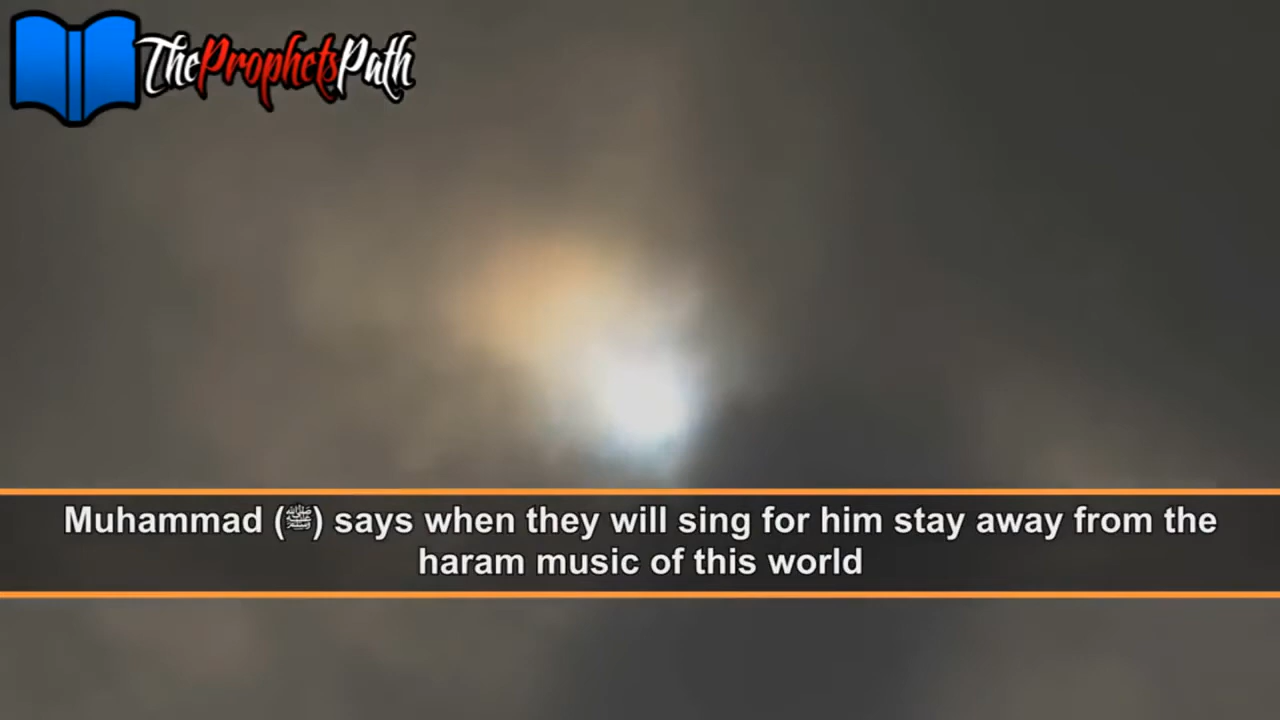 TheProphetsPath
Muhammad (ﷺ) says when they will sing for him stay away from the
haram music of this world